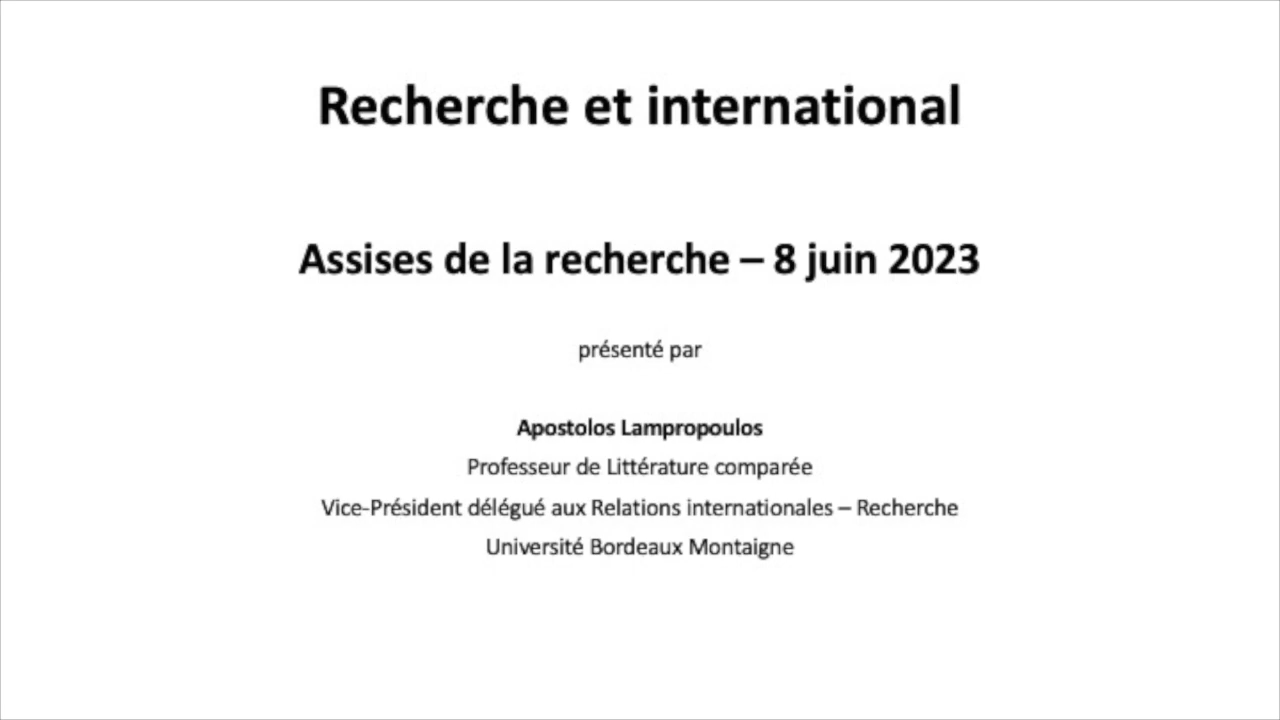 Recherche et international
Assises de la recherche – 8 juin 2023
présenté par
Apostolos Lampropoulos
Professeur de Littérature comparée
Vice-Président délégué aux Relations internationales – Recherche
Université Bordeaux Montaigne